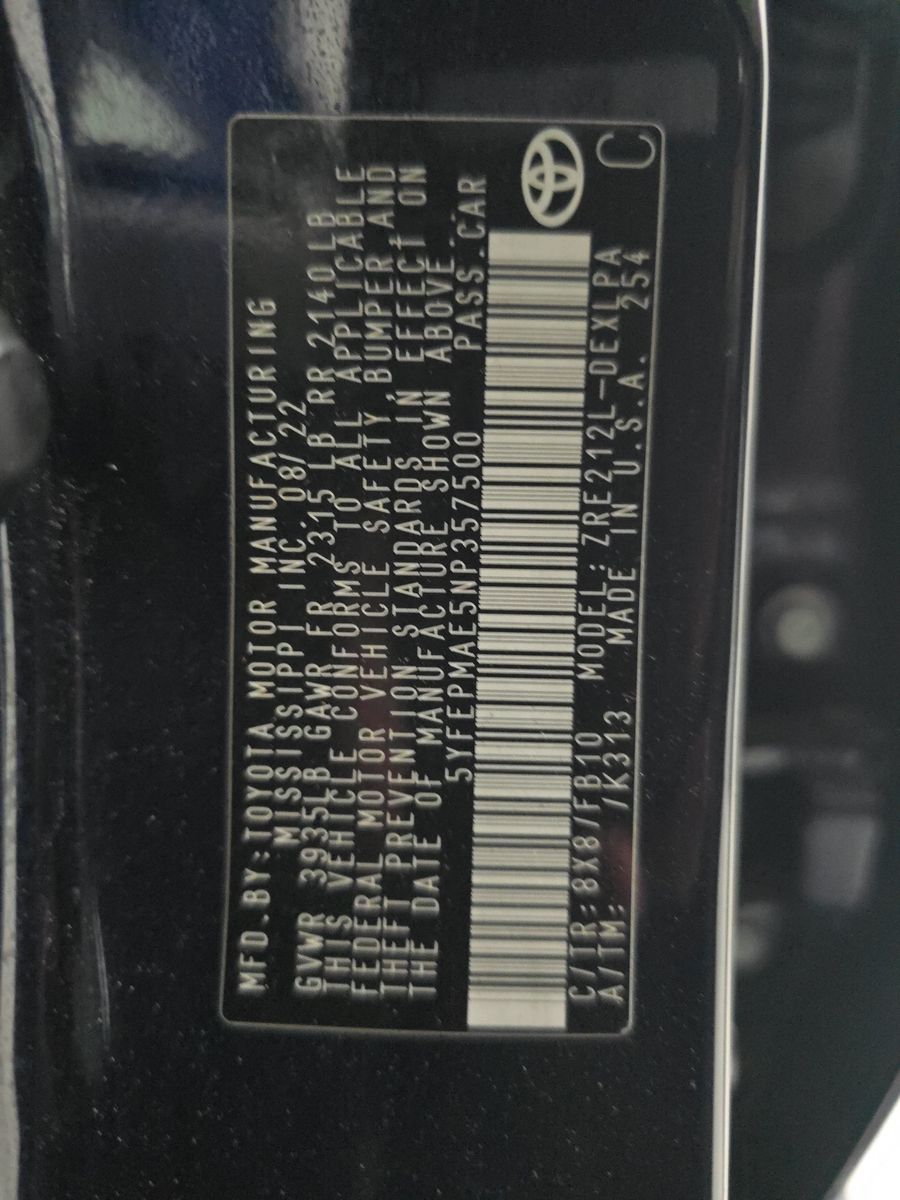 MFD.BY:TOYOTA MOTOR MANUFACTURING
MISSISSIPPI INC. 08/22
GVWR 3935LB GAWR FR 2315 LB RR 2140LB
THIS VEHICLE CONFORMS TO ALL APPLICABLE
FEDERAL MOTOR VEHICLE SAFETY, BUMPER AND
THEFT PREVENTION STANDARDS IN EFFECT ON
THE DATE OF MANUFACTURE SHOWN ABOVE.
5YFEPMAE5NP357500 PASS.CAR
C/TR:8X8/FB10 MODEL: ZRE212L-DEXLPA
A/TM: /K313 MADE IN U.S.A. 254
C